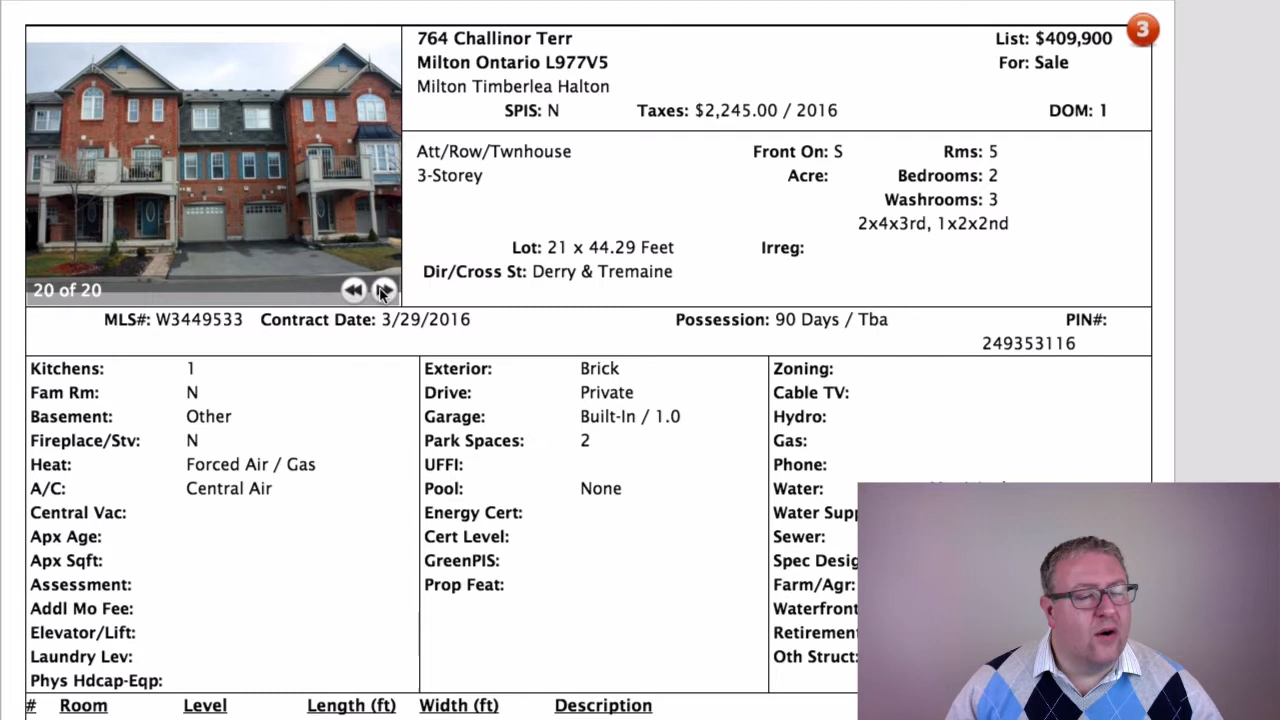 3
764 Challinor Terr
List: $409,900
Milton Ontario L977V5
For: Sale
Milton Timberlea Halton
SPIS: N Taxes: $2,245.00 / 2016 DOM: 1
Att/Row/Twnhouse Front On: S Rms: 5
3-Storey Acre: Bedrooms: 2
Washrooms: 3
2x4x3rd, 1x2x2nd
Lot: 21 x 44.29 Feet Irreg:
Dir/Cross St: Derry & Tremaine
20 of 20
MLS#: W3449533 Contract Date: 3/29/2016 Possession: 90 Days / Tba PIN#:
249353116
Kitchens: 1 Exterior: Brick Zoning:
Fam Rm: N Drive: Private Cable TV:
Basement: Other Garage: Built-In / 1.0 Hydro:
Fireplace/Stv: N Park Spaces: 2 Gas:
Heat: Forced Air / Gas UFFI: Phone:
A/C: Central Air Pool: None Water:
Central Vac: Energy Cert: Water Supp
Apx Age: Cert Level: Sewer:
Apx Sqft: GreenPIS: Spec Desig
Assessment: Prop Feat: Farm/Agr:
Addl Mo Fee: Waterfront
Elevator/Lift: Retirement
Laundry Lev: Oth Struct:
Phys Hdcap-Eqp:
# Room Level Length (ft) Width (ft) Description